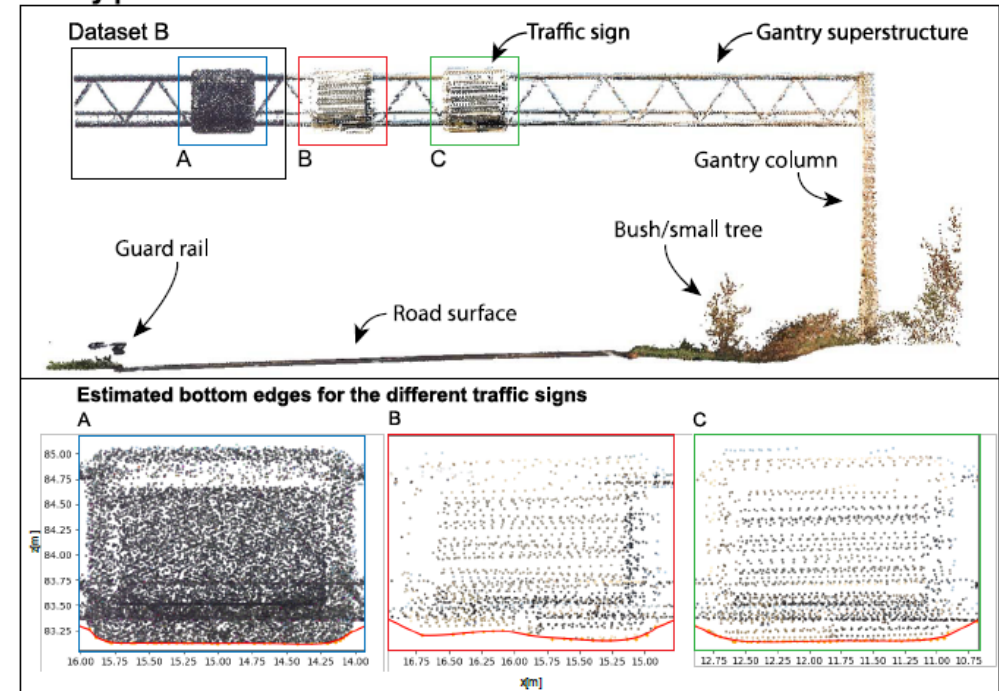 Dataset B
Traffic sign
Gantry superstructure
A
B
C
Gantry column
Bush/small tree
Guard rail
Road surface
Estimated bottom edges for the different traffic signs
A
B
C
85.00
84.75
84.50
84.25
84.00
83.75
83.50
83.25
z[m]
16.00 15.75 15.50 15.25 15.00 14.75 14.50 14.25 14.00
16.75 16.50 16.25 16.00 15.75 15.50 15.25 15.00
12.75 12.50 12.25 12.00 11.75 11.50 11.25 11.00 10.75
x[m]